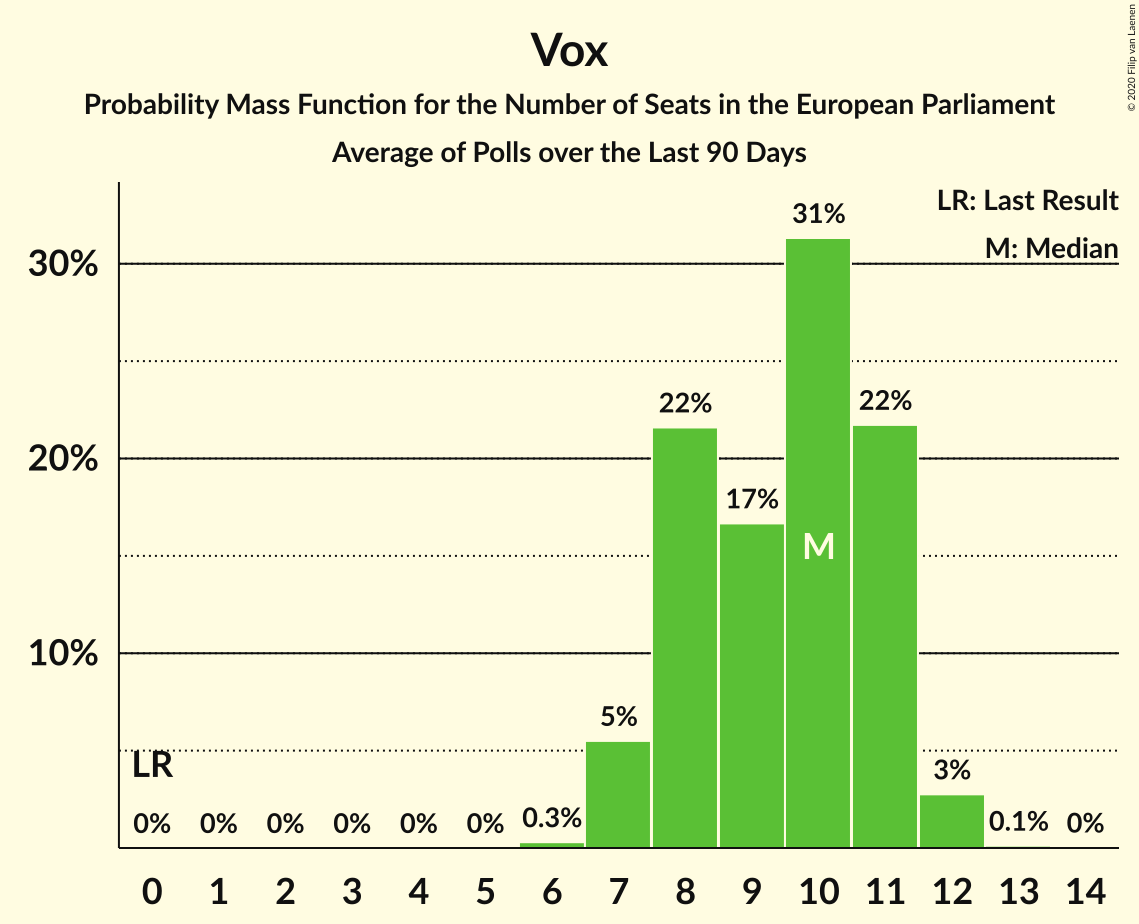 Vox
Probability Mass Function for the Number of Seats in the European Parliament
Average of Polls over the Last 90 Days
© 2020 Filip van Laenen
LR: Last Result
M: Median
31%
30%
22%
22%
20%
17%
M
10%
5%
LR
3%
0% 0% 0% 0% 0% 0% 0.3% 0.1% 0%
0 1 2 3 4 5 6 7 8 9 10 11 12 13 14